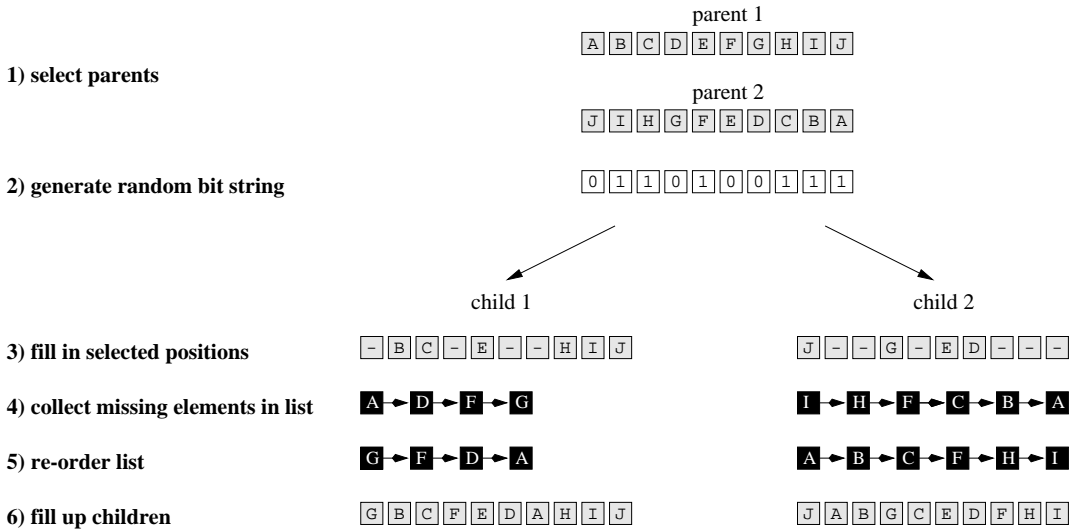 parent 1
A B C D E F G H I J
1) select parents
parent 2
J I H G F E D C B A
2) generate random bit string
0 1 1 0 1 0 0 1 1 1
child 1
child 2
3) fill in selected positions
- B C - E - - H I J
J - - G - E D - - -
4) collect missing elements in list
A D F G
I H F C B A
5) re-order list
G F D A
A B C F H I
6) fill up children
G B C F E D A H I J
J A B G C E D F H I